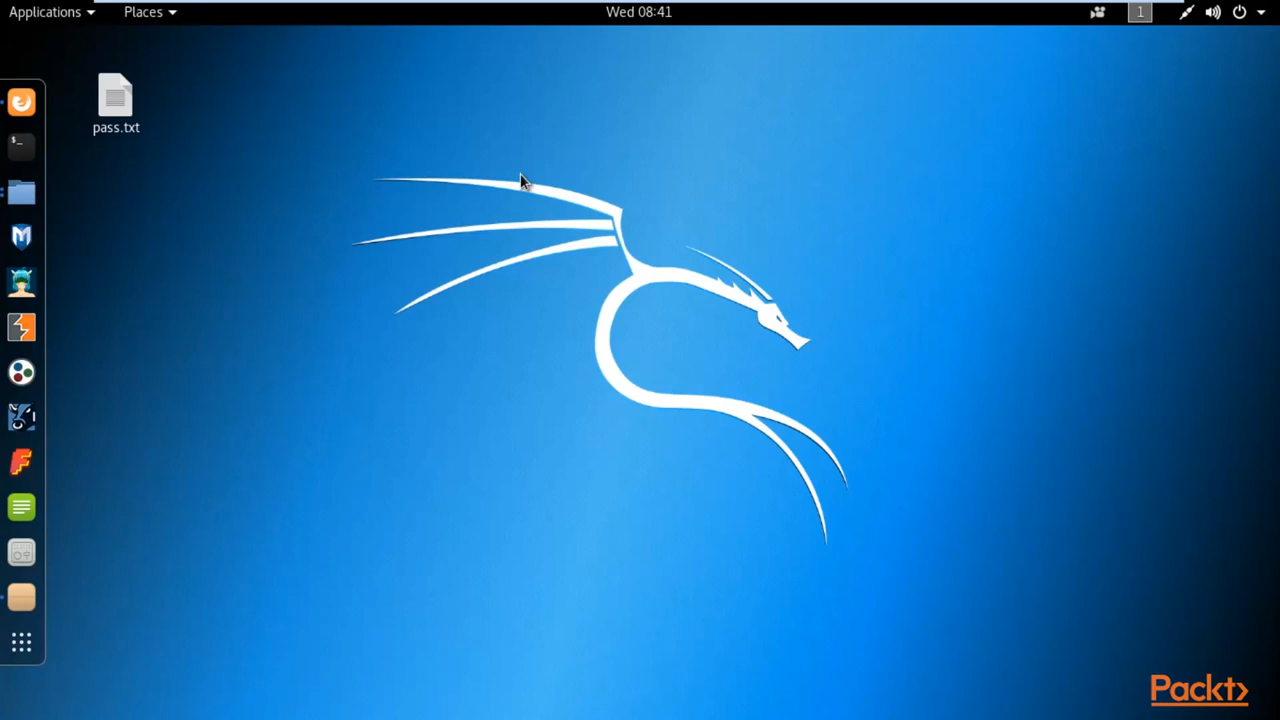 Applications
Places
Wed 08:41
1
pass.txt
$_
Packt>